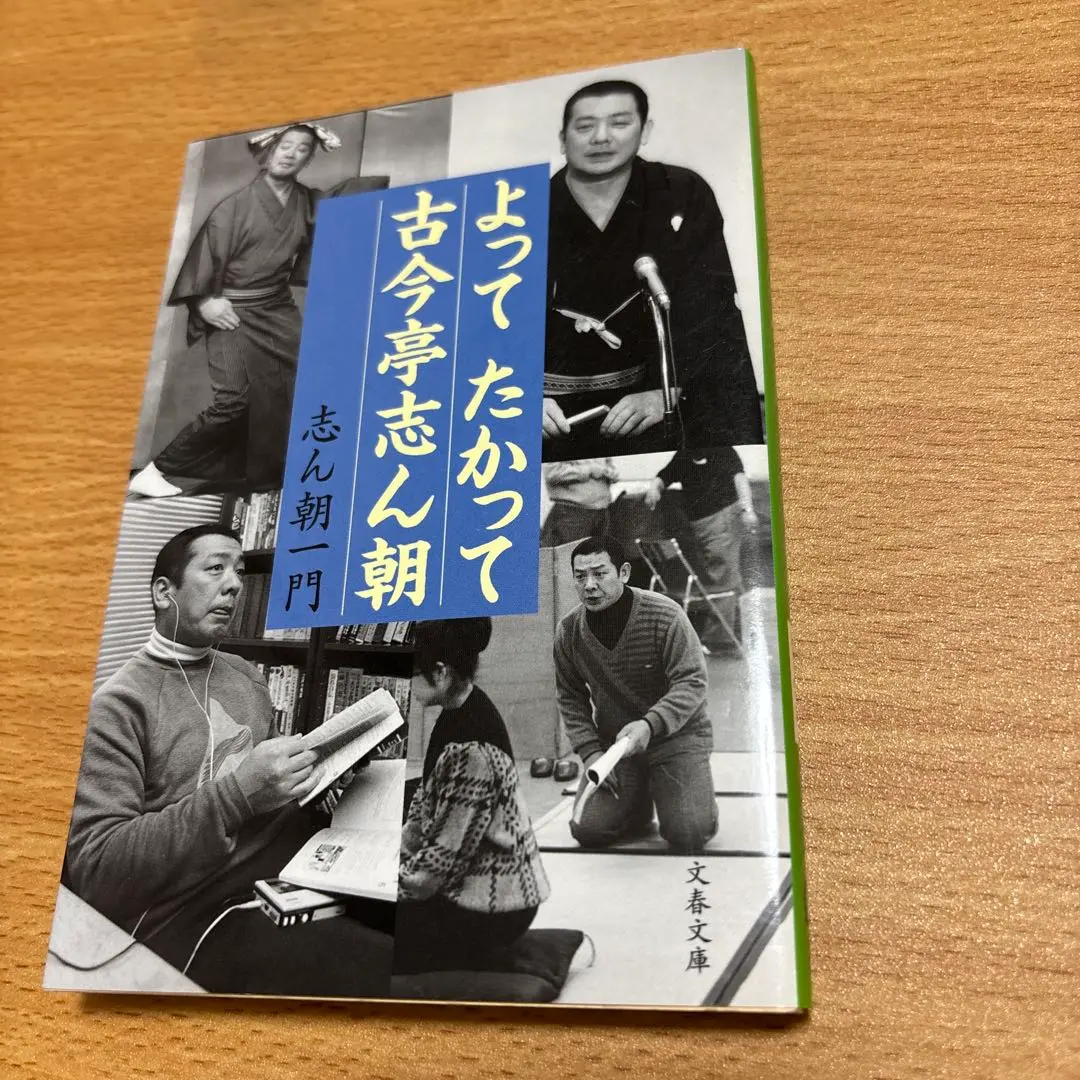 よって たかって
古今亭志ん朝
志ん朝一門
文春文庫